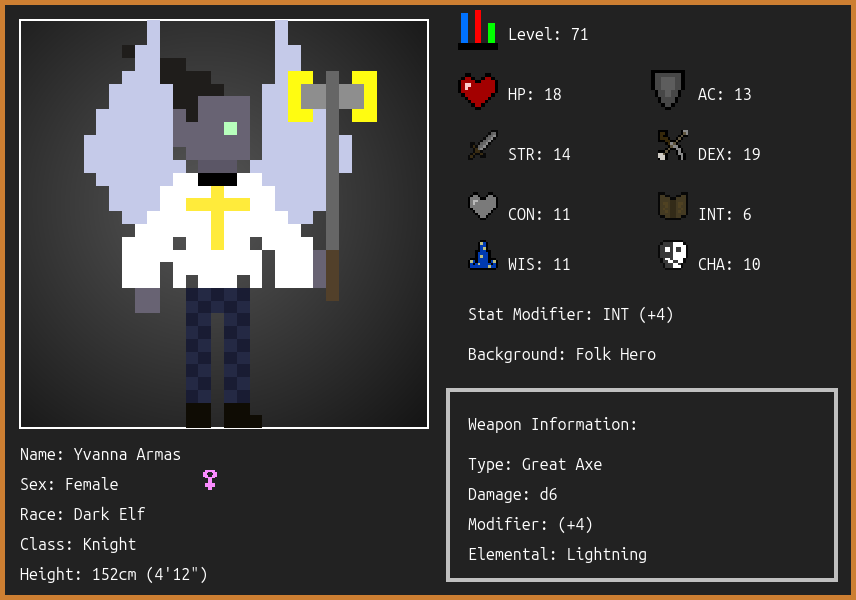 Level: 71
HP: 18
AC: 13
STR: 14
DEX: 19
CON: 11
INT: 6
WIS: 11
CHA: 10
Stat Modifier: INT (+4)
Background: Folk Hero
Weapon Information:
Type: Great Axe
Damage: d6
Modifier: (+4)
Elemental: Lightning
Name: Yvanna Armas
Sex: Female
Race: Dark Elf
Class: Knight
Height: 152cm (4'12")